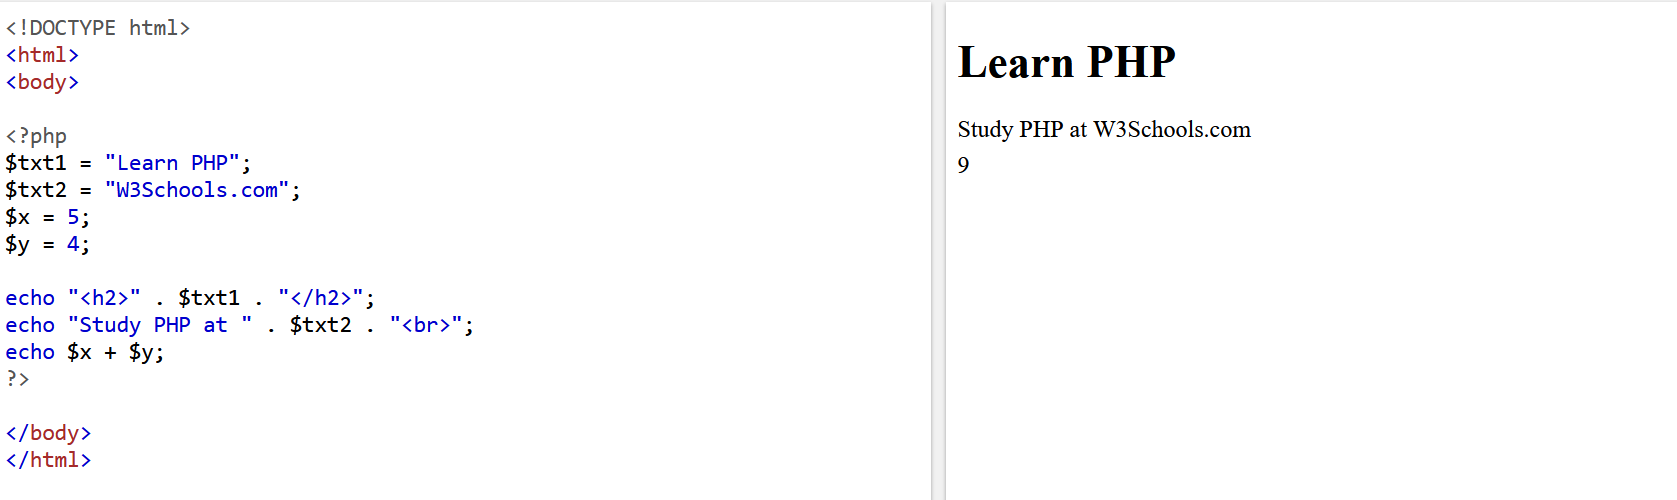 <!DOCTYPE html>
<html>
<body>
<?php
$txt1 = "Learn PHP";
$txt2 = "W3Schools.com";
$x = 5;
$y = 4;
echo "<h2>" . $txt1 . "</h2>";
echo "Study PHP at " . $txt2 . "<br>";
echo $x + $y;
?>
</body>
</html>
Learn PHP
Study PHP at W3Schools.com
9